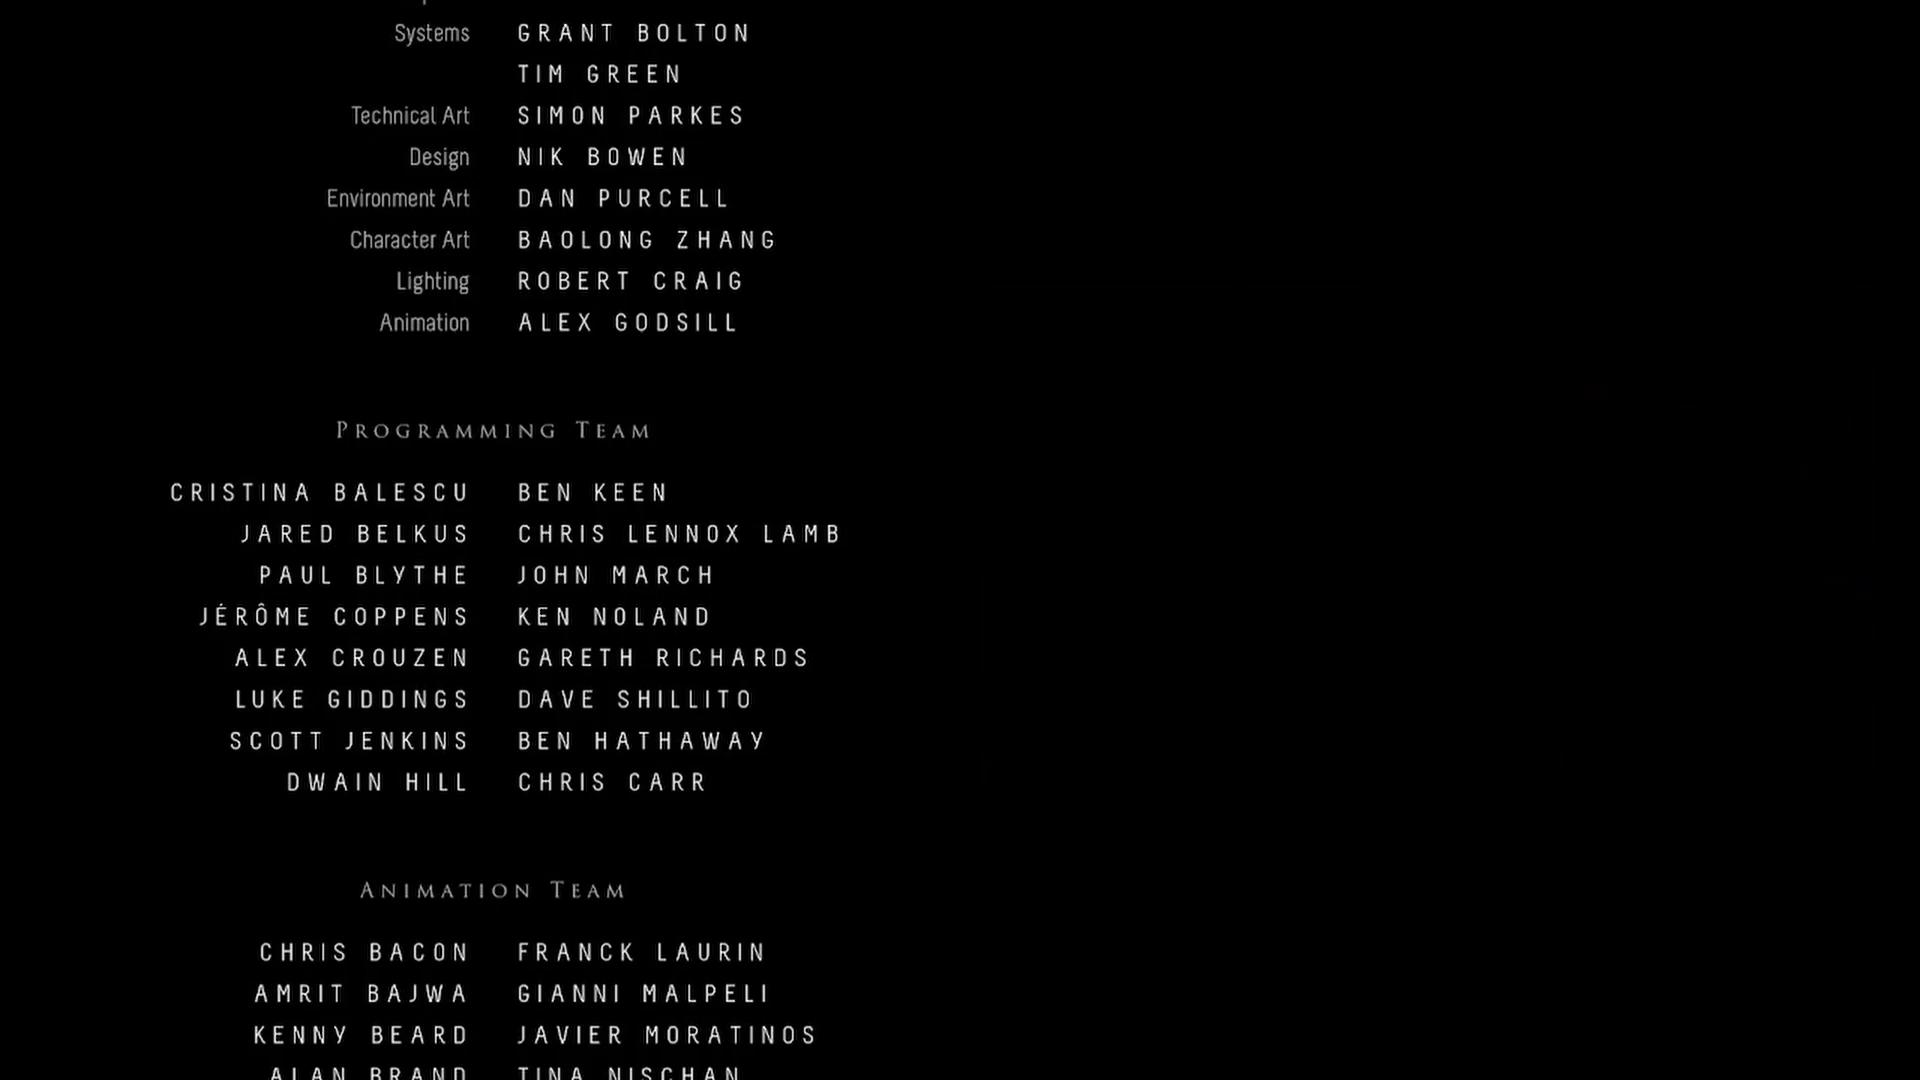 Systems GRANT BOLTON
TIM GREEN
Technical Art SIMON PARKES
Design NIK BOWEN
Environment Art DAN PURCELL
Character Art BAOLONG ZHANG
Lighting ROBERT CRAIG
Animation ALEX GODSILL
PROGRAMMING TEAM
CRISTINA BALESCU BEN KEEN
JARED BELKUS CHRIS LENNOX LAMB
PAUL BLYTHE JOHN MARCH
JÉRÔME COPPENS KEN NOLAND
ALEX CROUZEN GARETH RICHARDS
LUKE GIDDINGS DAVE SHILLITO
SCOTT JENKINS BEN HATHAWAY
DWAIN HILL CHRIS CARR
ANIMATION TEAM
CHRIS BACON FRANCK LAURIN
AMRIT BAJWA GIANNI MALPELI
KENNY BEARD JAVIER MORATINOS
ALAN BRAND TINA NISCHAN